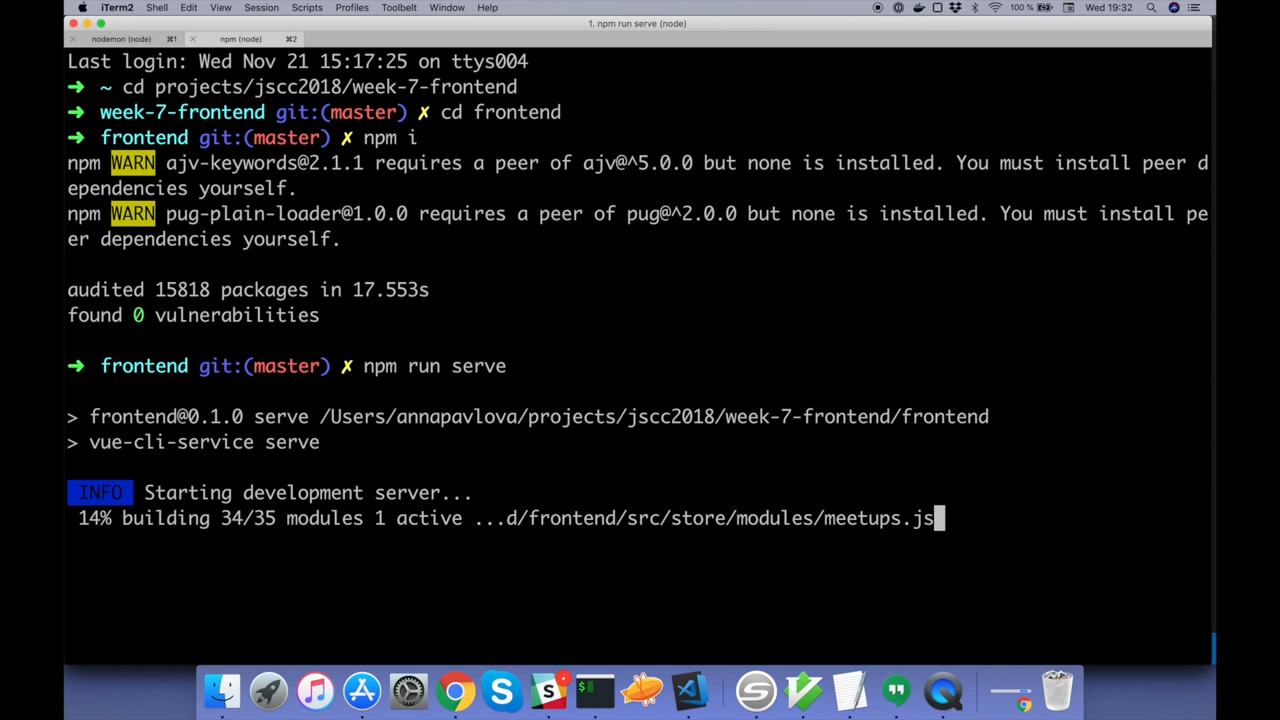 iTerm2 Shell Edit View Session Scripts Profiles Toolbelt Window Help 100 % Wed 19:32
1. npm run serve (node)
nodemon (node) ⌘1 npm (node) ⌘2
Last login: Wed Nov 21 15:17:25 on ttys004
➜ ~ cd projects/jscc2018/week-7-frontend
➜ week-7-frontend git:(master) ✗ cd frontend
➜ frontend git:(master) ✗ npm i
npm WARN ajv-keywords@2.1.1 requires a peer of ajv@^5.0.0 but none is installed. You must install peer d
ependencies yourself.
npm WARN pug-plain-loader@1.0.0 requires a peer of pug@^2.0.0 but none is installed. You must install pe
er dependencies yourself.
audited 15818 packages in 17.553s
found 0 vulnerabilities
➜ frontend git:(master) ✗ npm run serve
> frontend@0.1.0 serve /Users/annapavlova/projects/jscc2018/week-7-frontend/frontend
> vue-cli-service serve
INFO Starting development server...
14% building 34/35 modules 1 active ...d/frontend/src/store/modules/meetups.js